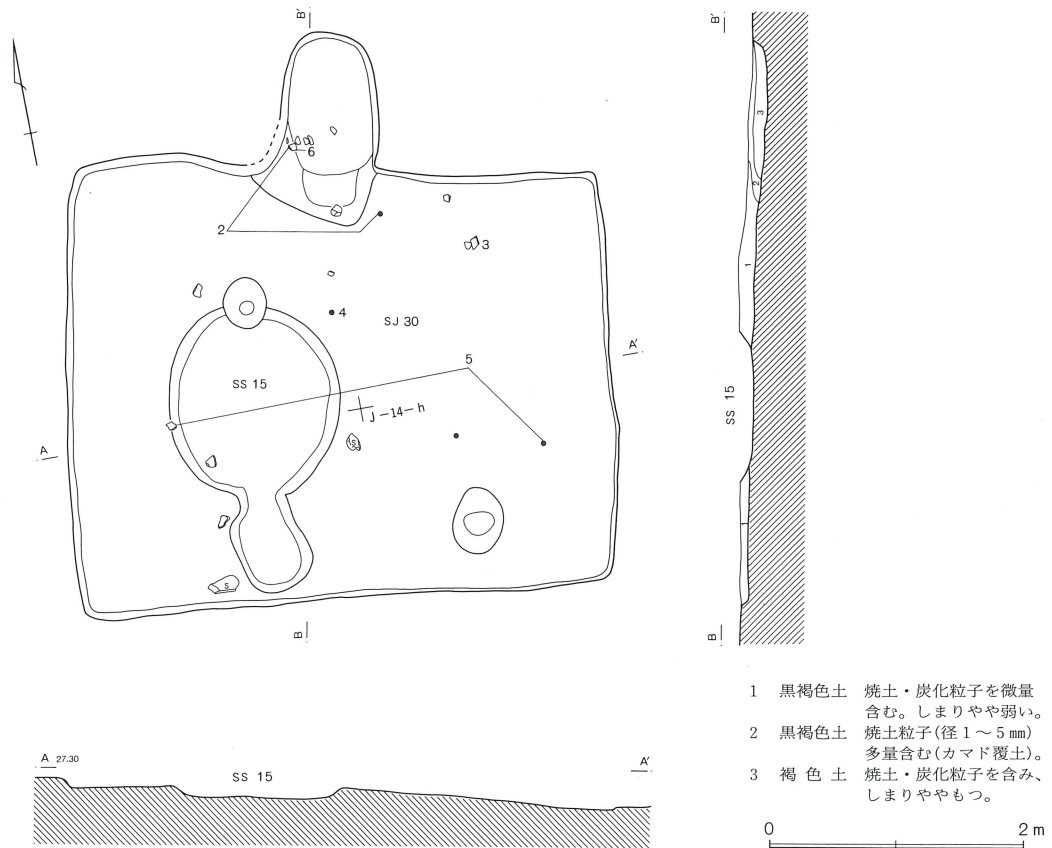 B′
B′
6
3
2
3
2
1
4
SJ 30
A′
5
SS 15
J-14-h
S
A
SS 15
1
S
B
B
1 黒褐色土 焼土・炭化粒子を微量
含む。しまりやや弱い。
2 黒褐色土 焼土粒子(径1～5㎜)
多量含む(カマド覆土)。
3 褐色土 焼土・炭化粒子を含み、
しまりややもつ。
A 27.30
SS 15
A′
0 2m